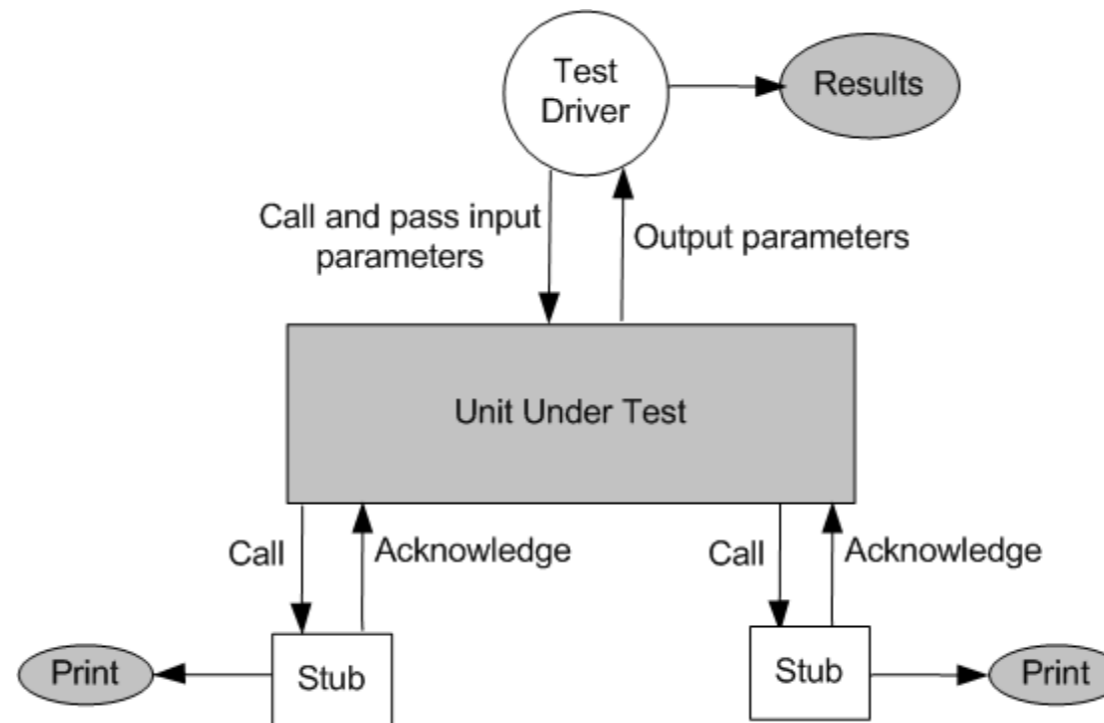 Test
Driver
Results
Call and pass input
parameters
Output parameters
Unit Under Test
Call
Acknowledge
Call
Acknowledge
Print
Stub
Stub
Print